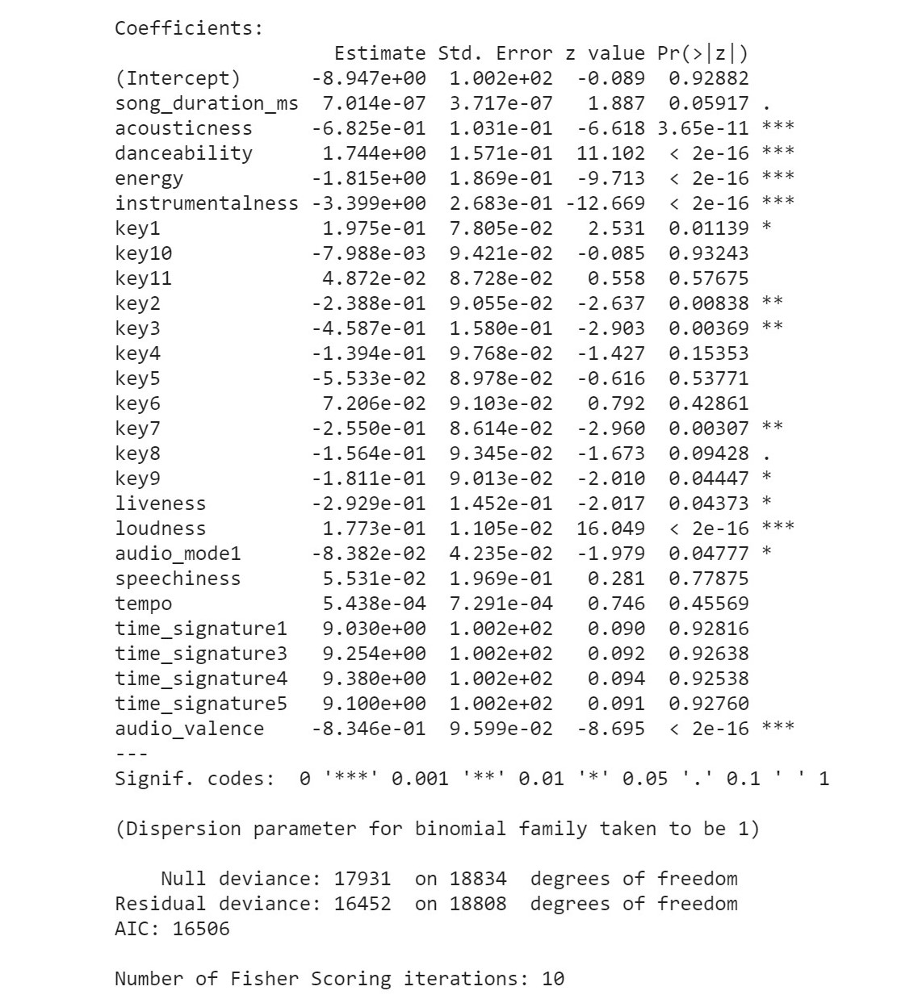 Coefficients:
                   Estimate Std. Error z value Pr(>|z|)
(Intercept)      -8.947e+00  1.002e+02  -0.089  0.92882
song_duration_ms  7.014e-07  3.717e-07   1.887  0.05917 .
acousticness     -6.825e-01  1.031e-01  -6.618 3.65e-11 ***
danceability      1.744e+00  1.571e-01  11.102  < 2e-16 ***
energy           -1.815e+00  1.869e-01  -9.713  < 2e-16 ***
instrumentalness -3.399e+00  2.683e-01 -12.669  < 2e-16 ***
key1              1.975e-01  7.805e-02   2.531  0.01139 *
key10            -7.988e-03  9.421e-02  -0.085  0.93243
key11             4.872e-02  8.728e-02   0.558  0.57675
key2             -2.388e-01  9.055e-02  -2.637  0.00838 **
key3             -4.587e-01  1.580e-01  -2.903  0.00369 **
key4             -1.394e-01  9.768e-02  -1.427  0.15353
key5             -5.533e-02  8.978e-02  -0.616  0.53771
key6              7.206e-02  9.103e-02   0.792  0.42861
key7             -2.550e-01  8.614e-02  -2.960  0.00307 **
key8             -1.564e-01  9.345e-02  -1.673  0.09428 .
key9             -1.811e-01  9.013e-02  -2.010  0.04447 *
liveness         -2.929e-01  1.452e-01  -2.017  0.04373 *
loudness          1.773e-01  1.105e-02  16.049  < 2e-16 ***
audio_mode1      -8.382e-02  4.235e-02  -1.979  0.04777 *
speechiness       5.531e-02  1.969e-01   0.281  0.77875
tempo             5.438e-04  7.291e-04   0.746  0.45569
time_signature1   9.030e+00  1.002e+02   0.090  0.92816
time_signature3   9.254e+00  1.002e+02   0.092  0.92638
time_signature4   9.380e+00  1.002e+02   0.094  0.92538
time_signature5   9.100e+00  1.002e+02   0.091  0.92760
audio_valence    -8.346e-01  9.599e-02  -8.695  < 2e-16 ***
---
Signif. codes:  0 '***' 0.001 '**' 0.01 '*' 0.05 '.' 0.1 ' ' 1
(Dispersion parameter for binomial family taken to be 1)
    Null deviance: 17931  on 18834  degrees of freedom
Residual deviance: 16452  on 18808  degrees of freedom
AIC: 16506
Number of Fisher Scoring iterations: 10